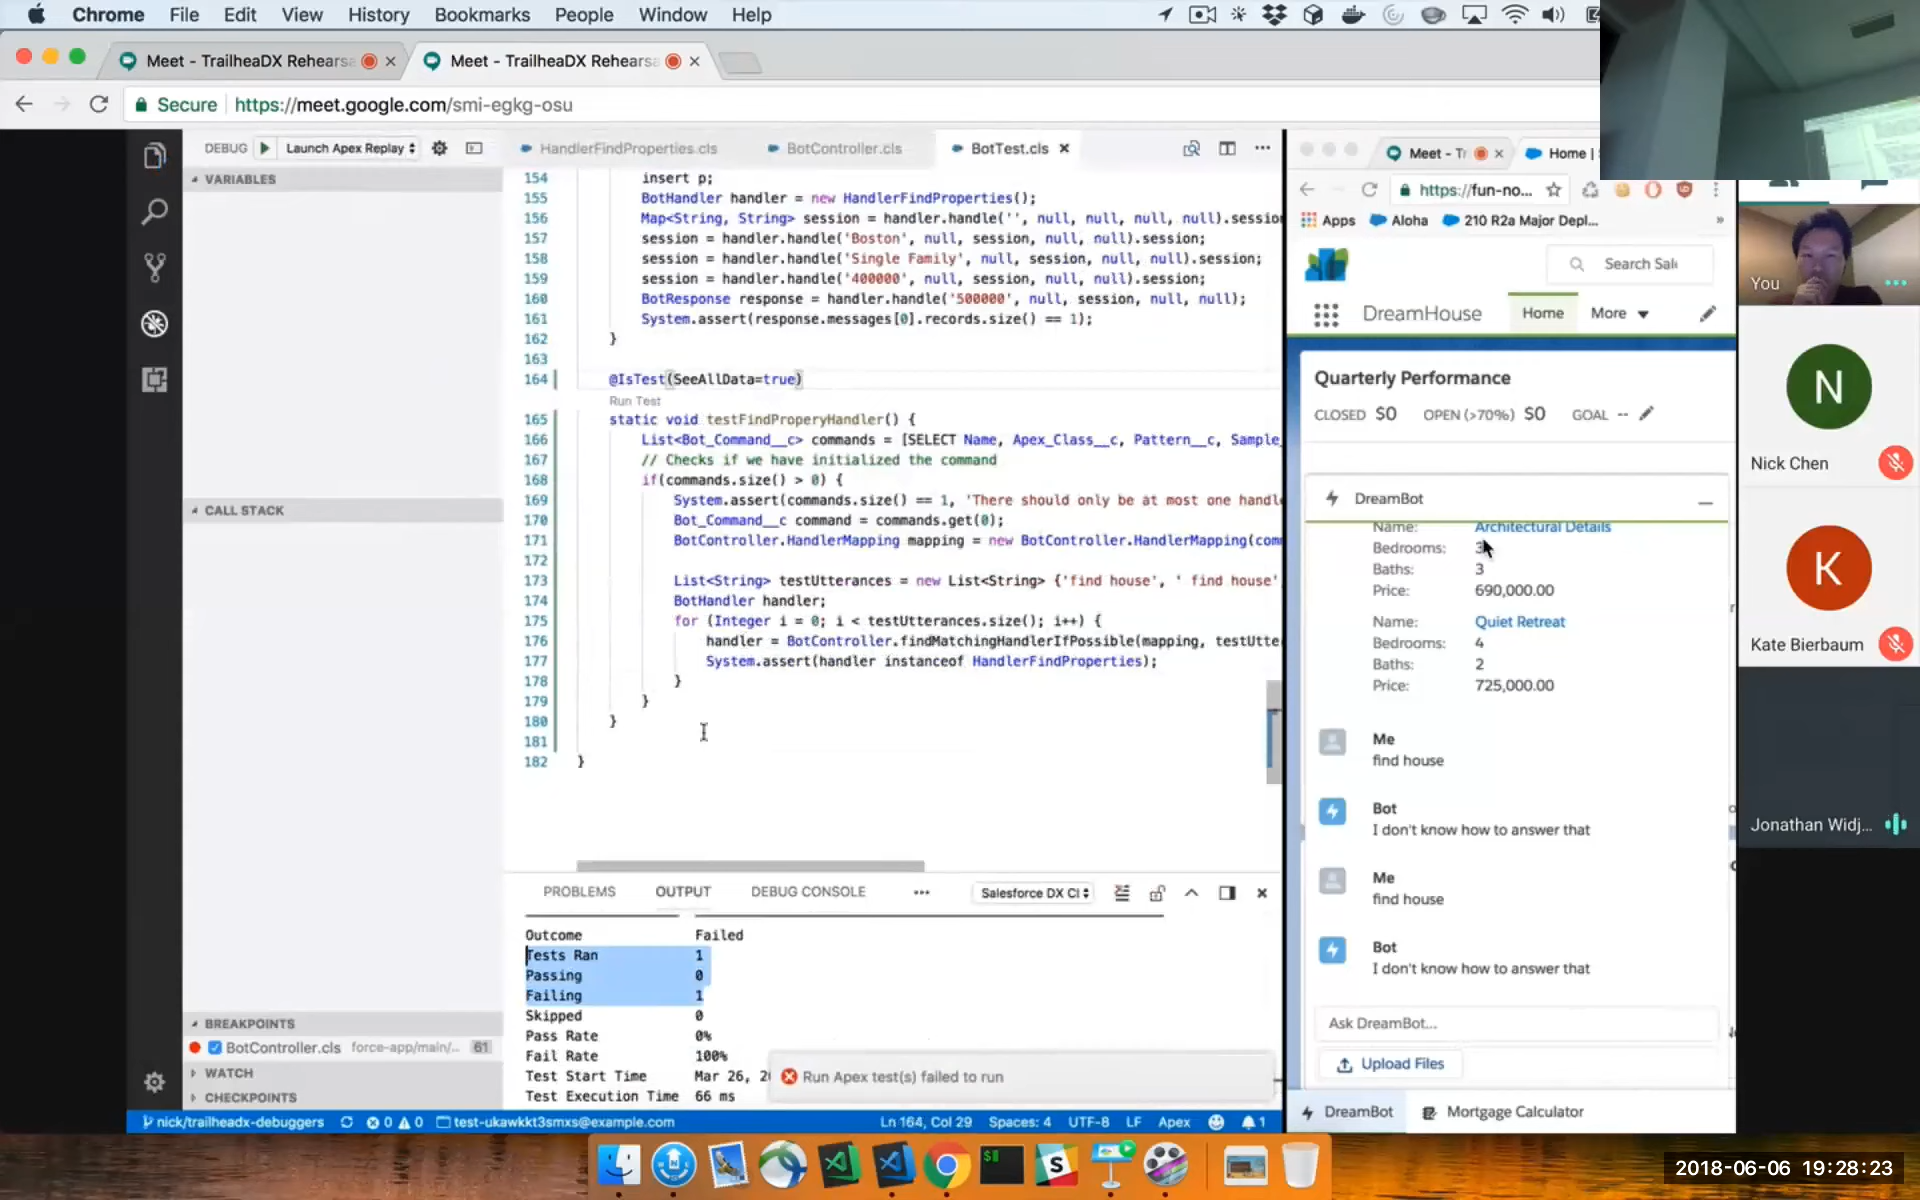 Chrome File Edit View History Bookmarks People Window Help
Meet - TrailheaDX Rehearsa
Meet - TrailheaDX Rehearsa
Secure https://meet.google.com/smi-egkg-osu
DEBUG Launch Apex Replay
HandlerFindProperties.cls BotController.cls BotTest.cls
VARIABLES
CALL STACK
BREAKPOINTS
BotController.cls force-app/main/... 61
WATCH
CHECKPOINTS
154 insert p;
155 BotHandler handler = new HandlerFindProperties();
156 Map<String, String> session = handler.handle('', null, null, null, null).sessio
157 session = handler.handle('Boston', null, session, null, null).session;
158 session = handler.handle('Single Family', null, session, null, null).session;
159 session = handler.handle('400000', null, session, null, null).session;
160 BotResponse response = handler.handle('500000', null, session, null, null);
161 System.assert(response.messages[0].records.size() == 1);
162 }
163
164 @IsTest(SeeAllData=true)
Run Test
165 static void testFindProperyHandler() {
166 List<Bot_Command__c> commands = [SELECT Name, Apex_Class__c, Pattern__c, Sample_
167 // Checks if we have initialized the command
168 if(commands.size() > 0) {
169 System.assert(commands.size() == 1, 'There should only be at most one handl
170 Bot_Command__c command = commands.get(0);
171 BotController.HandlerMapping mapping = new BotController.HandlerMapping(com
172
173 List<String> testUtterances = new List<String> {'find house', ' find house'
174 BotHandler handler;
175 for (Integer i = 0; i < testUtterances.size(); i++) {
176 handler = BotController.findMatchingHandlerIfPossible(mapping, testUtte
177 System.assert(handler instanceof HandlerFindProperties);
178 }
179 }
180 }
181
182 }
PROBLEMS OUTPUT DEBUG CONSOLE ••• Salesforce DX CI
Outcome Failed
Tests Ran 1
Passing 0
Failing 1
Skipped 0
Pass Rate 0%
Fail Rate 100%
Test Start Time Mar 26, 2
Test Execution Time 66 ms
Run Apex test(s) failed to run
nick/trailheadx-debuggers 0 0 test-ukawkkt3smxs@example.com Ln 164, Col 29 Spaces: 4 UTF-8 LF Apex 1
Meet - Tr Home |
https://fun-no...
Apps Aloha 210 R2a Major Depl... »
Search Sale
DreamHouse Home More
Quarterly Performance
CLOSED $0 OPEN (>70%) $0 GOAL --
DreamBot
Name: Architectural Details
Bedrooms: 3
Baths: 3
Price: 690,000.00
Name: Quiet Retreat
Bedrooms: 4
Baths: 2
Price: 725,000.00
Me
find house
Bot
I don't know how to answer that
Me
find house
Bot
I don't know how to answer that
Ask DreamBot...
Upload Files
DreamBot Mortgage Calculator
You
N
Nick Chen
K
Kate Bierbaum
Jonathan Widj...
2018-06-06 19:28:23